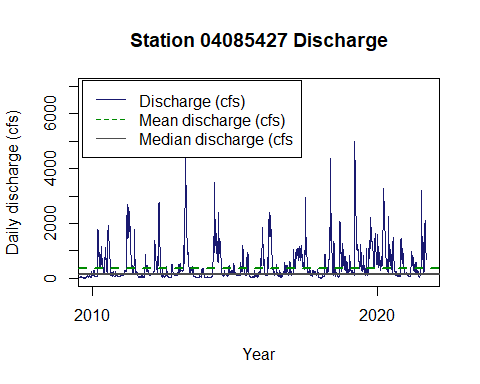 Station 04085427 Discharge
Discharge (cfs)
Mean discharge (cfs)
Median discharge (cfs
Daily discharge (cfs)
6000
4000
2000
0
2010
2020
Year